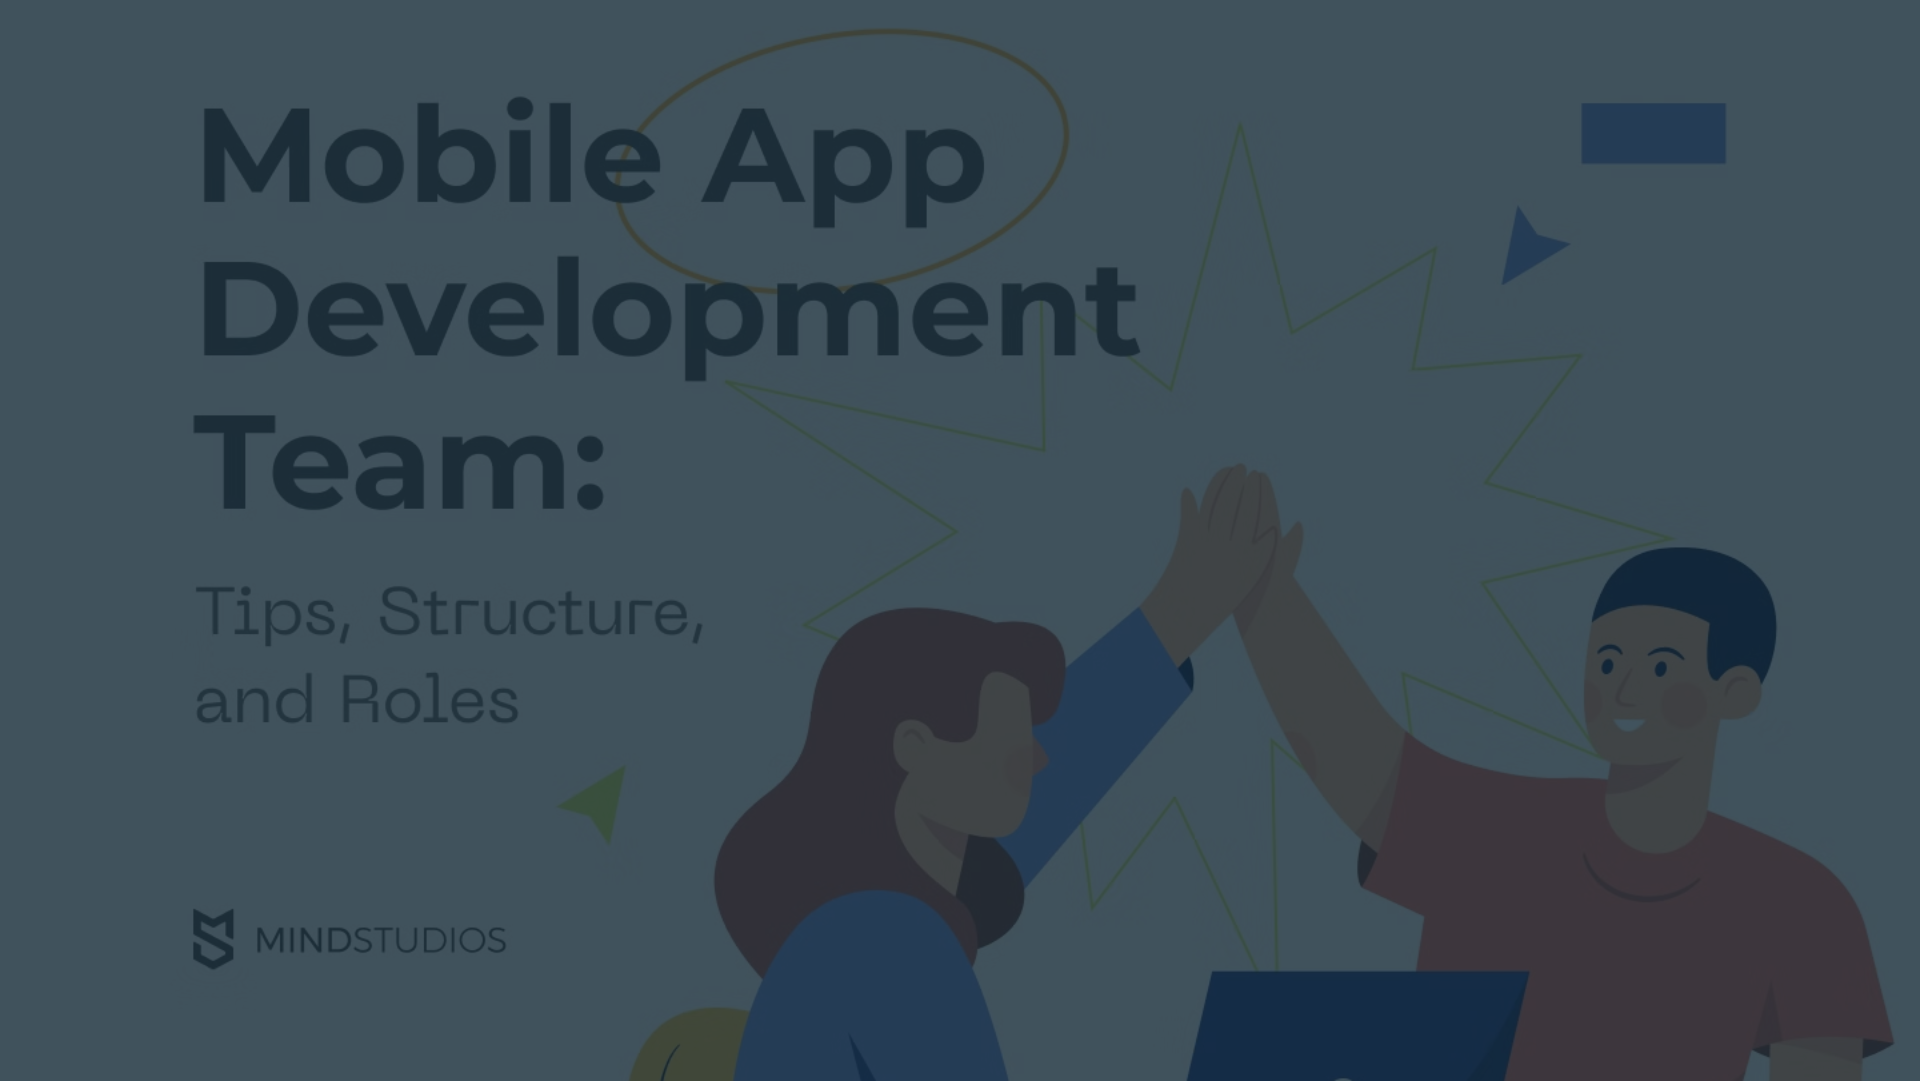 Mobile App
Development
Team:
Tips, Structure,
and Roles
MINDSTUDIOS